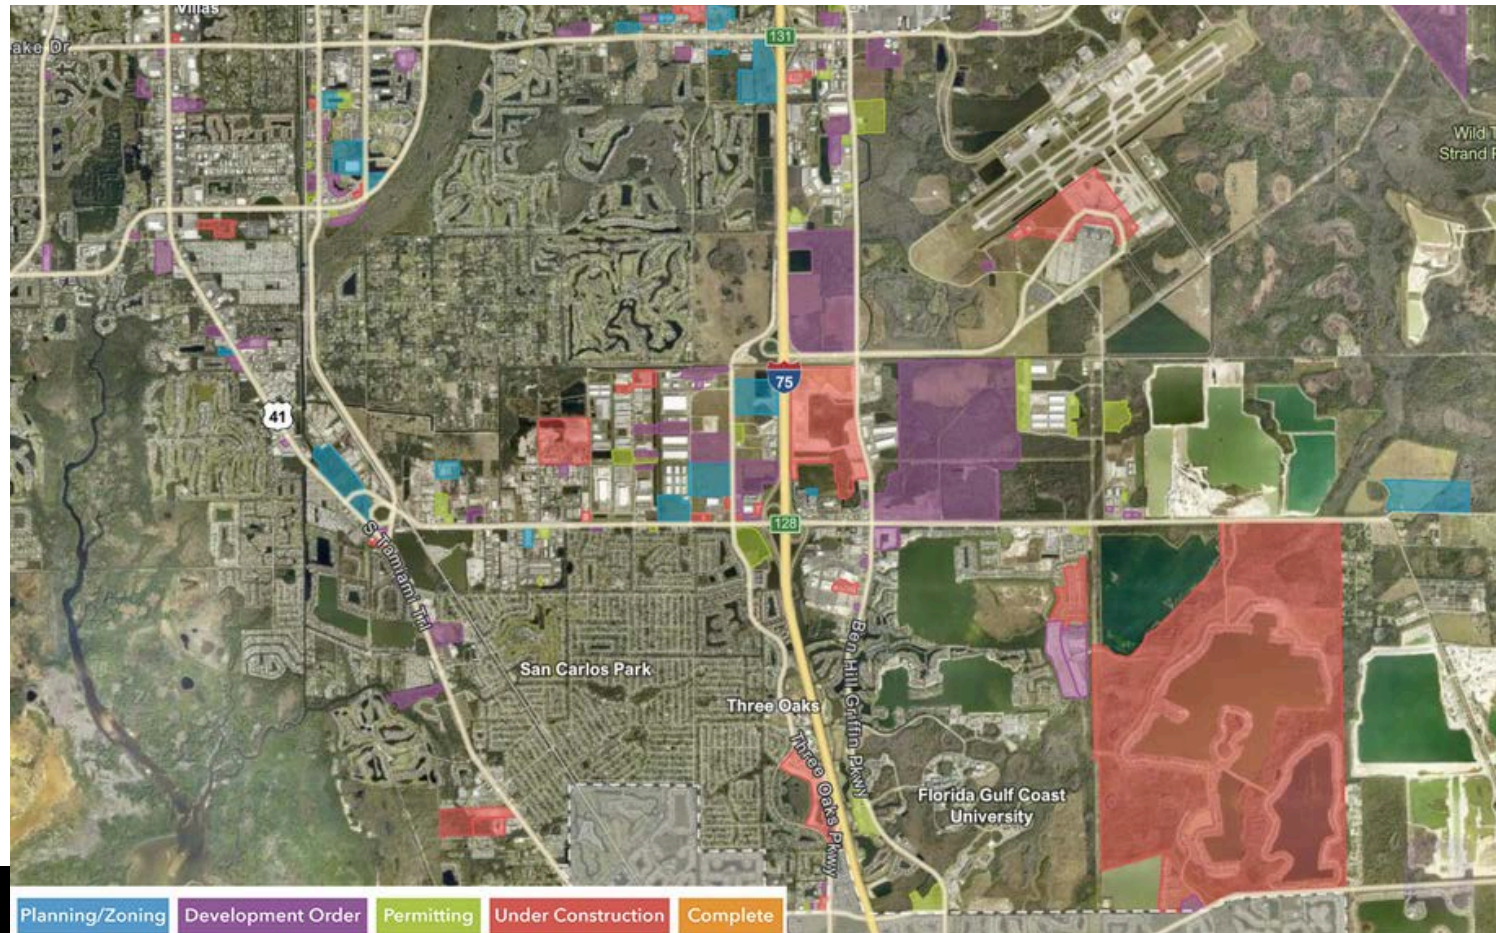 Villas
ake Dr
131
Wild T
Strand P
75
41
128
S Tamiami Trl
San Carlos Park
Three Oaks
Ben Hill Griffin Pkwy
Three Oaks Pkwy
Florida Gulf Coast
University
Planning/Zoning
Development Order
Permitting
Under Construction
Complete